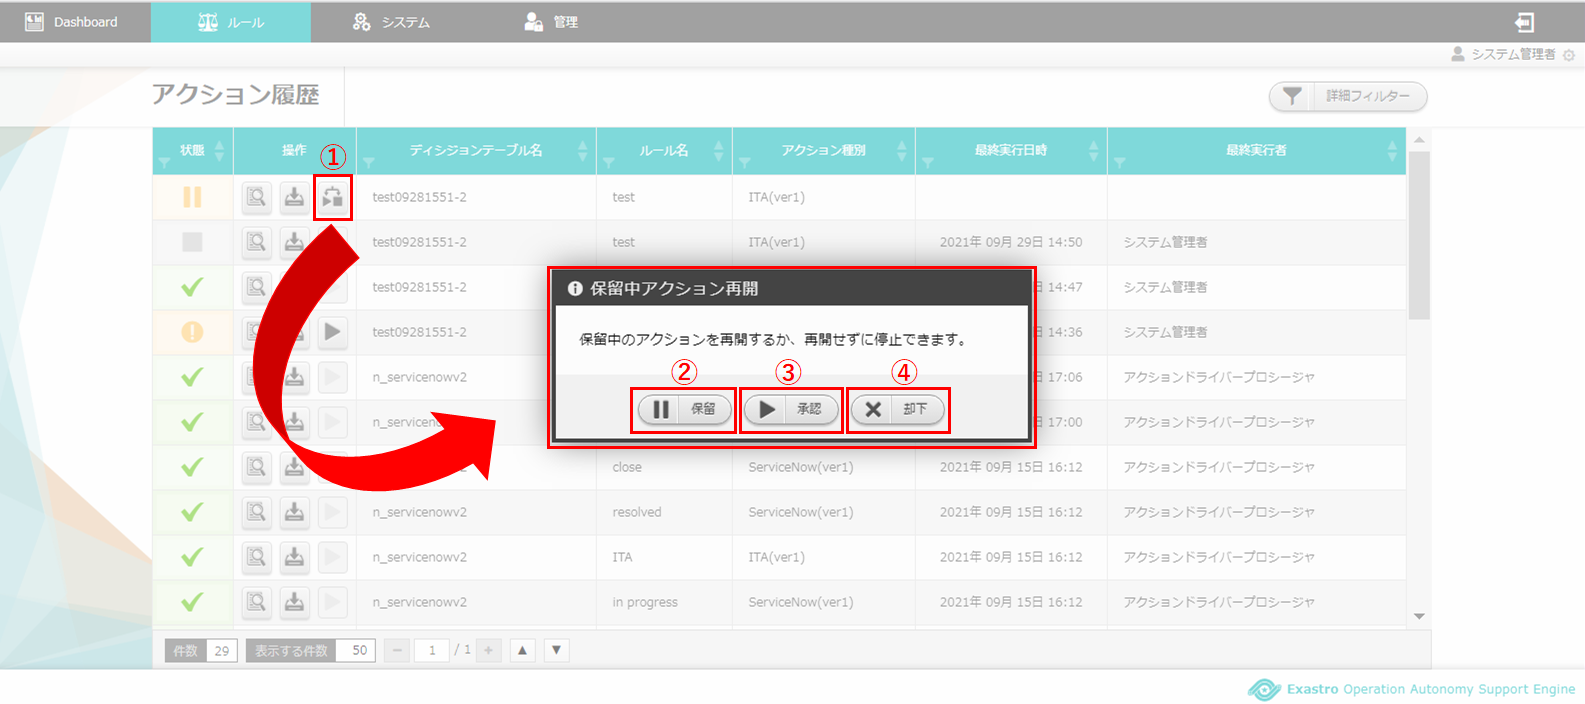 Dashboard
ルール
システム
管理
システム管理者
アクション履歴
詳細フィルター
状態
操作
①
ディシジョンテーブル名
ルール名
アクション種別
最終実行日時
最終実行者
test09281551-2
test
ITA(ver1)
test09281551-2
test
ITA(ver1)
2021年 09月 29日 14:50
システム管理者
test09281551-2
日 14:47
システム管理者
test09281551-2
日 14:36
システム管理者
n_servicenowv2
日 17:06
アクションドライバープロシージャ
n_serviceno
日 17:00
アクションドライバープロシージャ
v2
close
ServiceNow(ver1)
2021年 09月 15日 16:12
アクションドライバープロシージャ
n_servicenowv2
resolved
ServiceNow(ver1)
2021年 09月 15日 16:12
アクションドライバープロシージャ
n_servicenowv2
ITA
ITA(ver1)
2021年 09月 15日 16:12
アクションドライバープロシージャ
n_servicenowv2
in progress
ServiceNow(ver1)
2021年 09月 15日 16:12
アクションドライバープロシージャ
保留中アクション再開
保留中のアクションを再開するか、再開せずに停止できます。
②
③
④
保留
承認
却下
件数 29
表示する件数 50
1 / 1
Exastro Operation Autonomy Support Engine